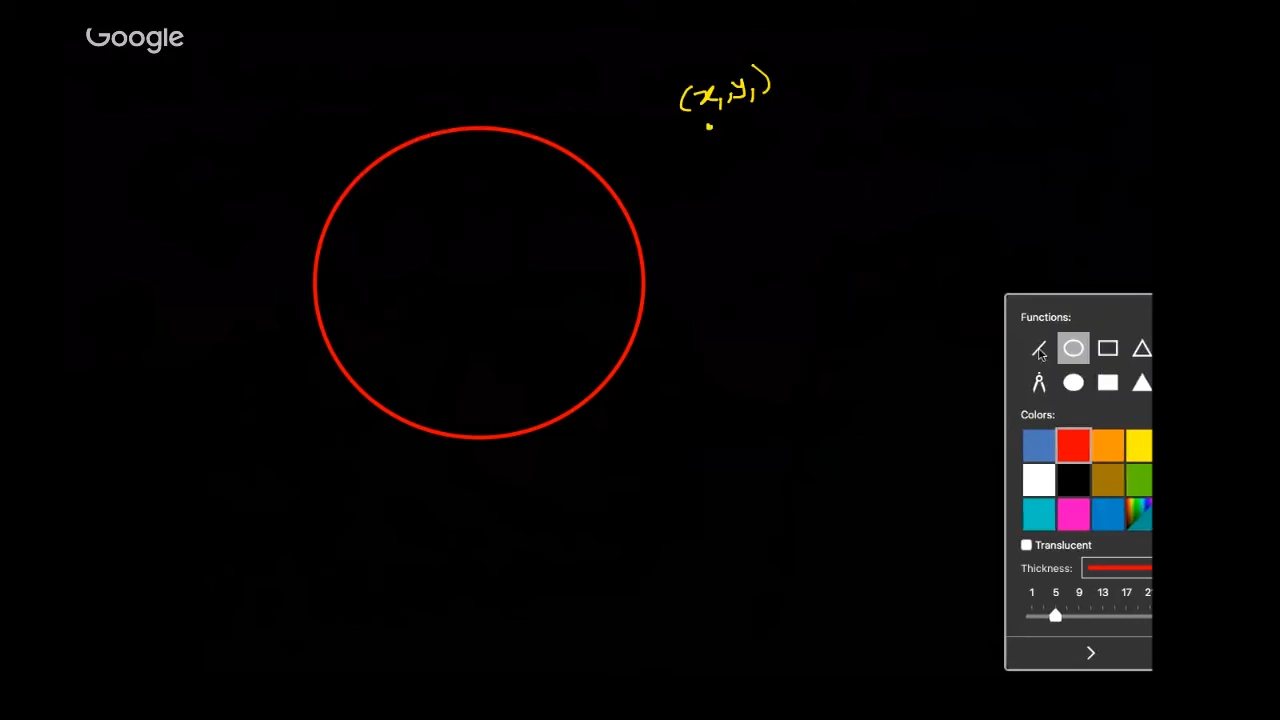 Google
(x₁,y₁)
Functions:
Colors:
Translucent
Thickness:
1 5 9 13 17